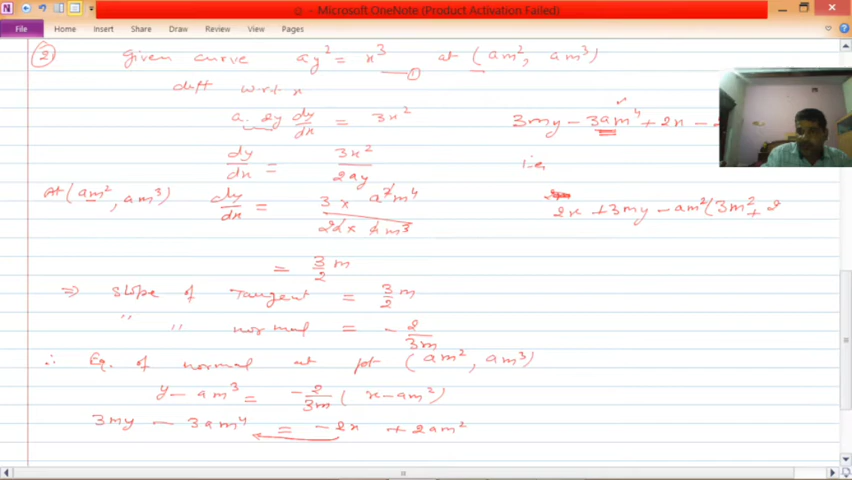 Microsoft OneNote (Product Activation Failed)
File Home Insert Share Draw Review View Pages
② given curve ay² = x³ —① at (am², am³)
diff w.r.t x
a. 2y dy/dx = 3x²
dy/dx = 3x²/2ay
At (am², am³) dy/dx = 3 × a²m⁴ / 2a × am³
= 3/2 m
⇒ slope of Tangent = 3/2 m
" " normal = - 2/3m
∴ Eq. of normal at pt (am², am³)
y - am³ = -2/3m (x - am²)
3my - 3am⁴ = -2x + 2am²
3my - 3am⁴ + 2x -
i.e.
2x + 3my - am²(3m² + 2